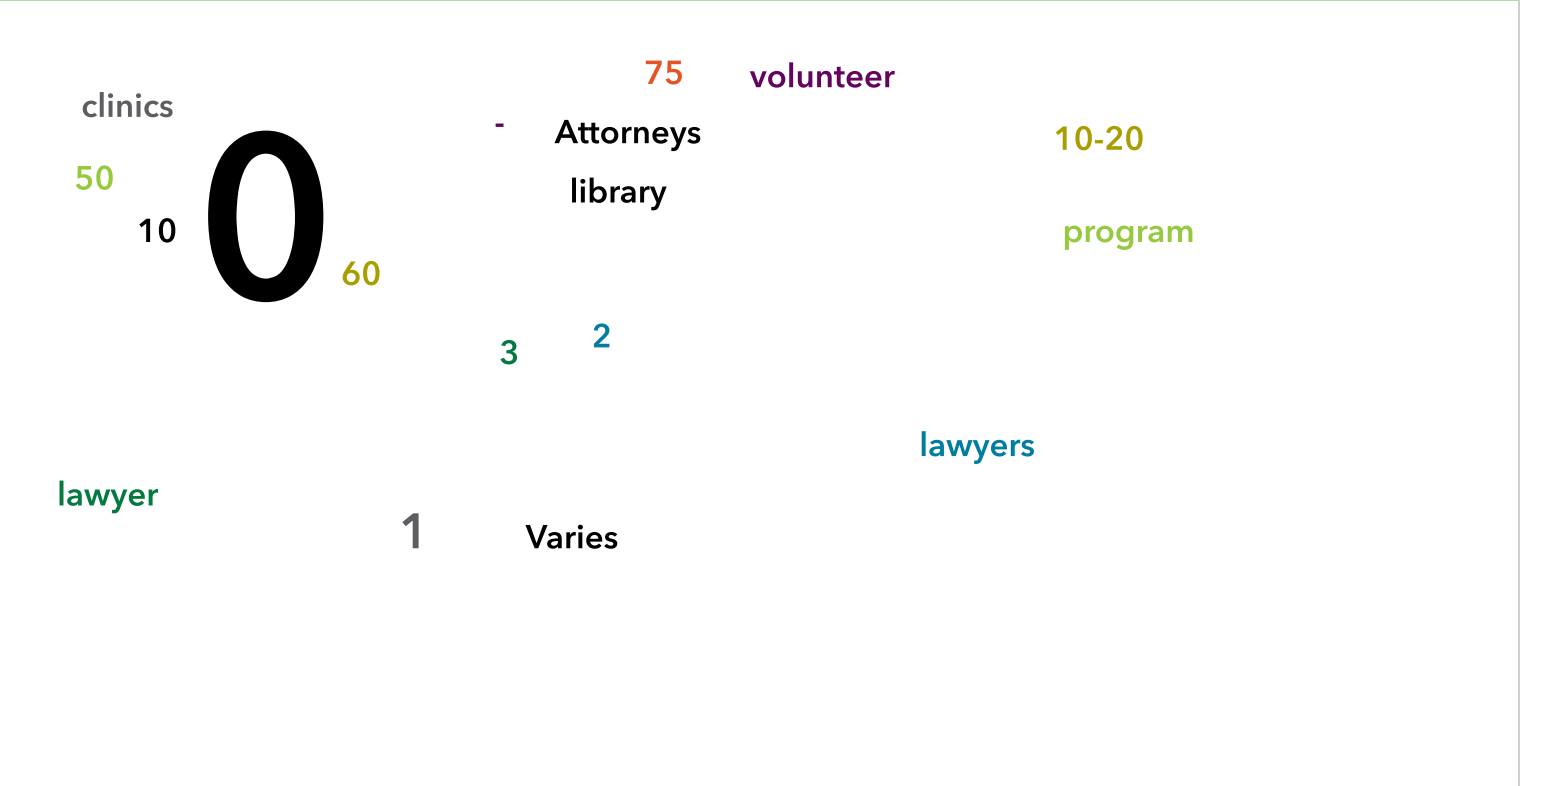 75
volunteer
clinics
-
Attorneys
10-20
50
library
10
0
program
60
2
3
lawyers
lawyer
1
Varies